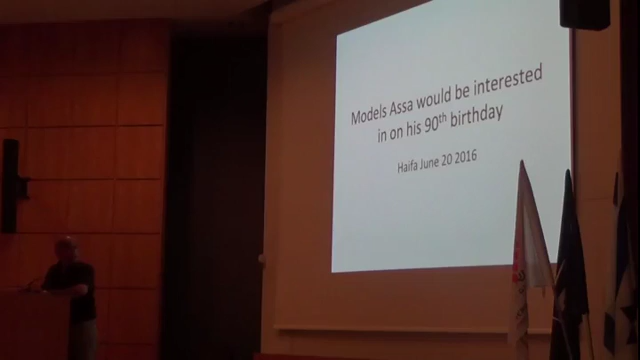 Models Assa would be interested
in on his 90th birthday
Haifa June 20 2016